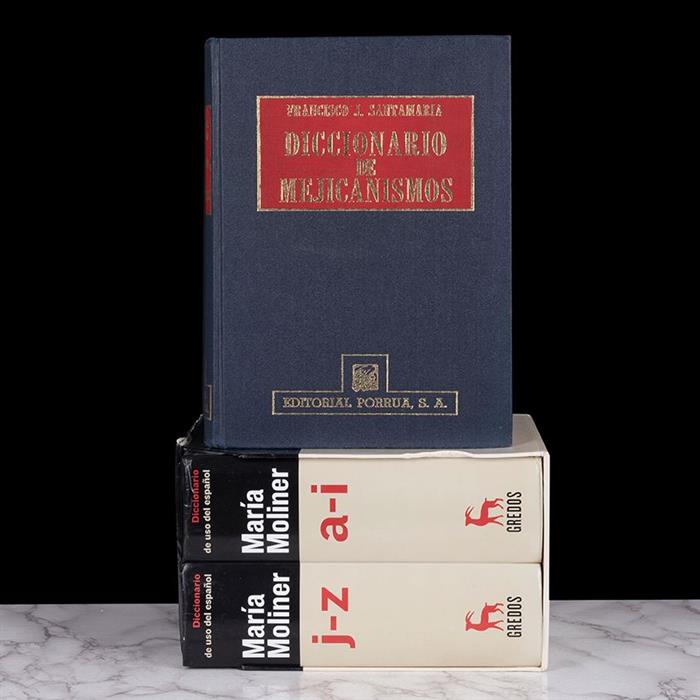 FRANCISCO J. SANTAMARIA
DICCIONARIO
DE
MEJICANISMOS
EDITORIAL PORRUA, S. A.
Diccionario
de uso del español
María
Moliner
a-i
GREDOS
Diccionario
de uso del español
María
Moliner
j-z
GREDOS